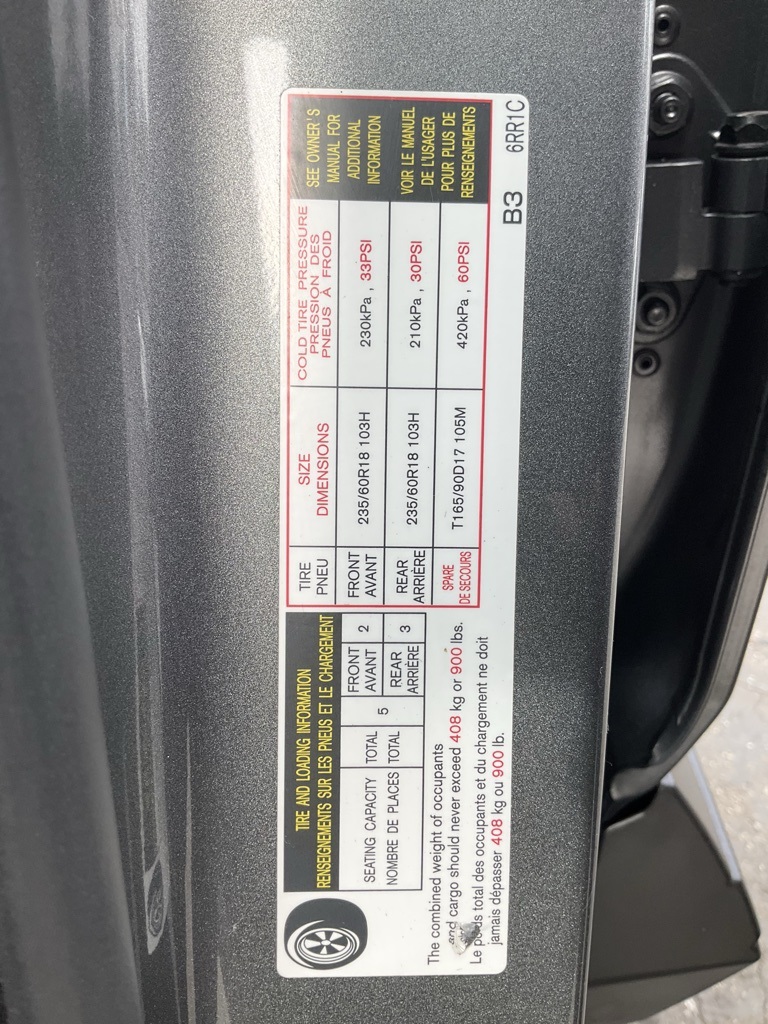 TIRE AND LOADING INFORMATION
RENSEIGNEMENTS SUR LES PNEUS ET LE CHARGEMENT
SEATING CAPACITY TOTAL 5 FRONT 2
NOMBRE DE PLACES TOTAL AVANT
REAR 3
ARRIÈRE
The combined weight of occupants
and cargo should never exceed 408 kg or 900 lbs.
Le poids total des occupants et du chargement ne doit
jamais dépasser 408 kg ou 900 lb.
TIRE SIZE COLD TIRE PRESSURE
PNEU DIMENSIONS PRESSION DES
PNEUS À FROID
FRONT 235/60R18 103H 230kPa , 33PSI
AVANT
REAR 235/60R18 103H 210kPa , 30PSI
ARRIÈRE
SPARE T165/90D17 105M 420kPa , 60PSI
DE SECOURS
SEE OWNER'S
MANUAL FOR
ADDITIONAL
INFORMATION
VOIR LE MANUEL
DE L'USAGER
POUR PLUS DE
RENSEIGNEMENTS
B3 6RR1C